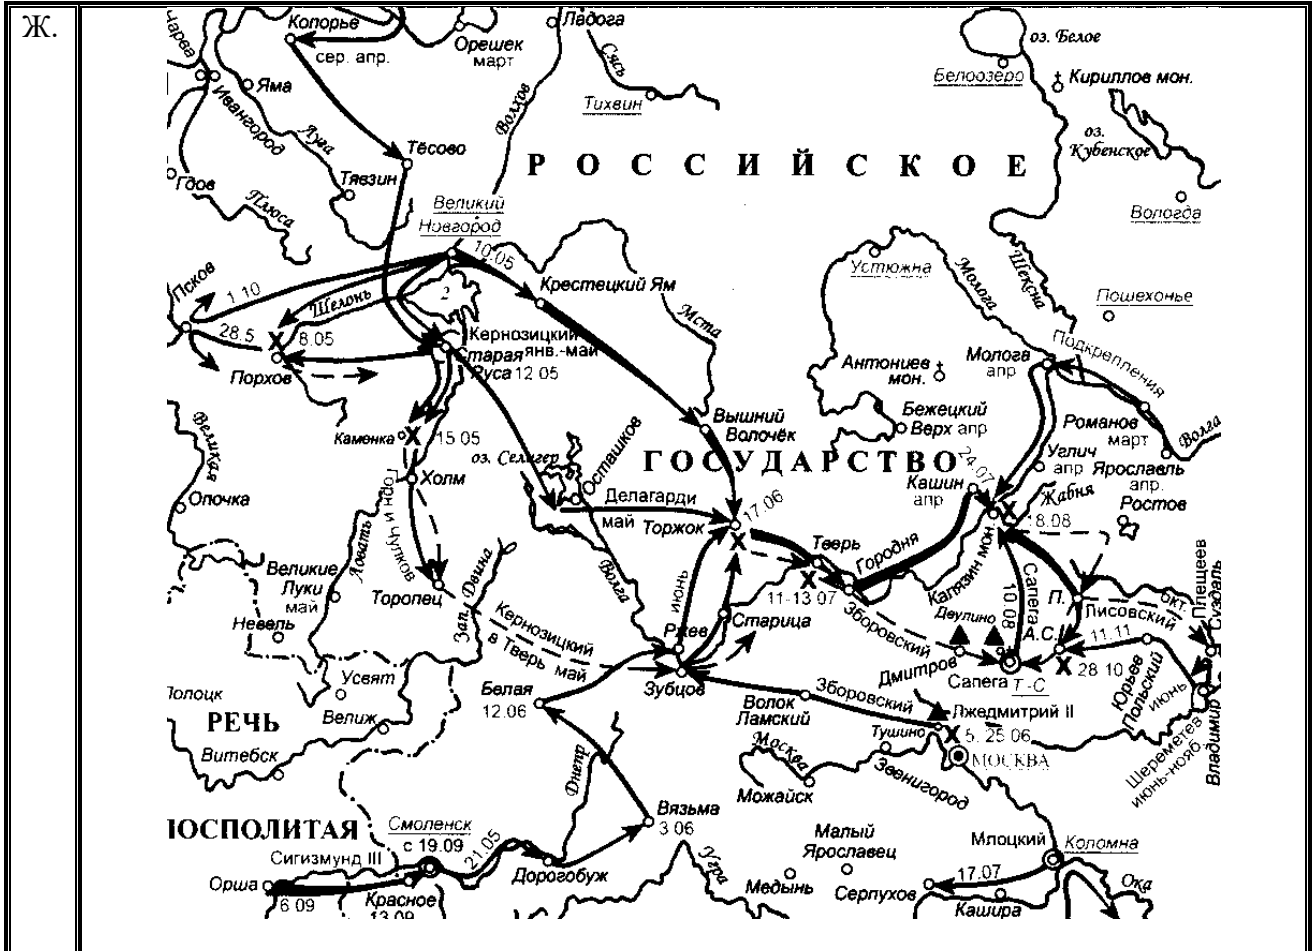 Ж.
Копорье
сер. апр.
Орешек
март
Ладога
Сясь
Тихвин
Волхов
оз. Белое
Белоозеро
Кириллов мон.
оз.
Кубенское
Ивангород
Яма
Луга
Тёсово
Гдов
Тявзин
Плюса
РОССИЙСКОЕ
Вологда
Великий
Новгород
10.05
Устюжна
Молога
Шексна
Пошехонье
Псков
1.10
Шелонь
2
Крестецкий Ям
Мста
28.5
8.05
Порхов
Кернозицкий
янв.-май
Старая
Руса 12 05
Антониев
мон.
Молога
апр
Подкрепления
Романов
март
Волга
Великая
Каменка
15 05
оз. Селигер
Осташков
Вышний
Волочёк
Бежецкий
Верх апр
ГОСУДАРСТВО
24.07
Кашин
апр
Углич
апр
Ярославль
апр.
Жабня
Ростов
18.08
Опочка
Холм
Горн и Чулков
Делагарди
май
Торжок
17.06
Тверь
Городня
Калязин мон.
Ловать
Великие
Луки
май
Торопец
Зап. Двина
Волга
июнь
11-13 07
Зборовский
Сапега
10.08
Деулино
П.
Лисовский
окт.
Плещеев
Суздаль
Невель
Кернозицкий
в Тверь май
Ржев
Старица
А.С.
11.11
28 10
Дмитров
Сапега
Т-С
Юрьев
Польский
июнь
Усвят
Белая
12.06
Зубцов
Зборовский
Волок
Ламский
Лжедмитрий II
5. 25 06
Тушино
МОСКВА
Шереметев
июнь-нояб.
Владимир
РЕЧЬ
Велиж
Витебск
Днепр
Москва
Звенигород
Можайск
Вязьма
3 06
Смоленск
с 19.09
21.05
Сигизмунд III
Орша
6 09
Красное
13.09
Дорогобуж
Угра
Малый
Ярославец
Медынь
Серпухов
Млоцкий
Коломна
17.07
Кашира
Ока